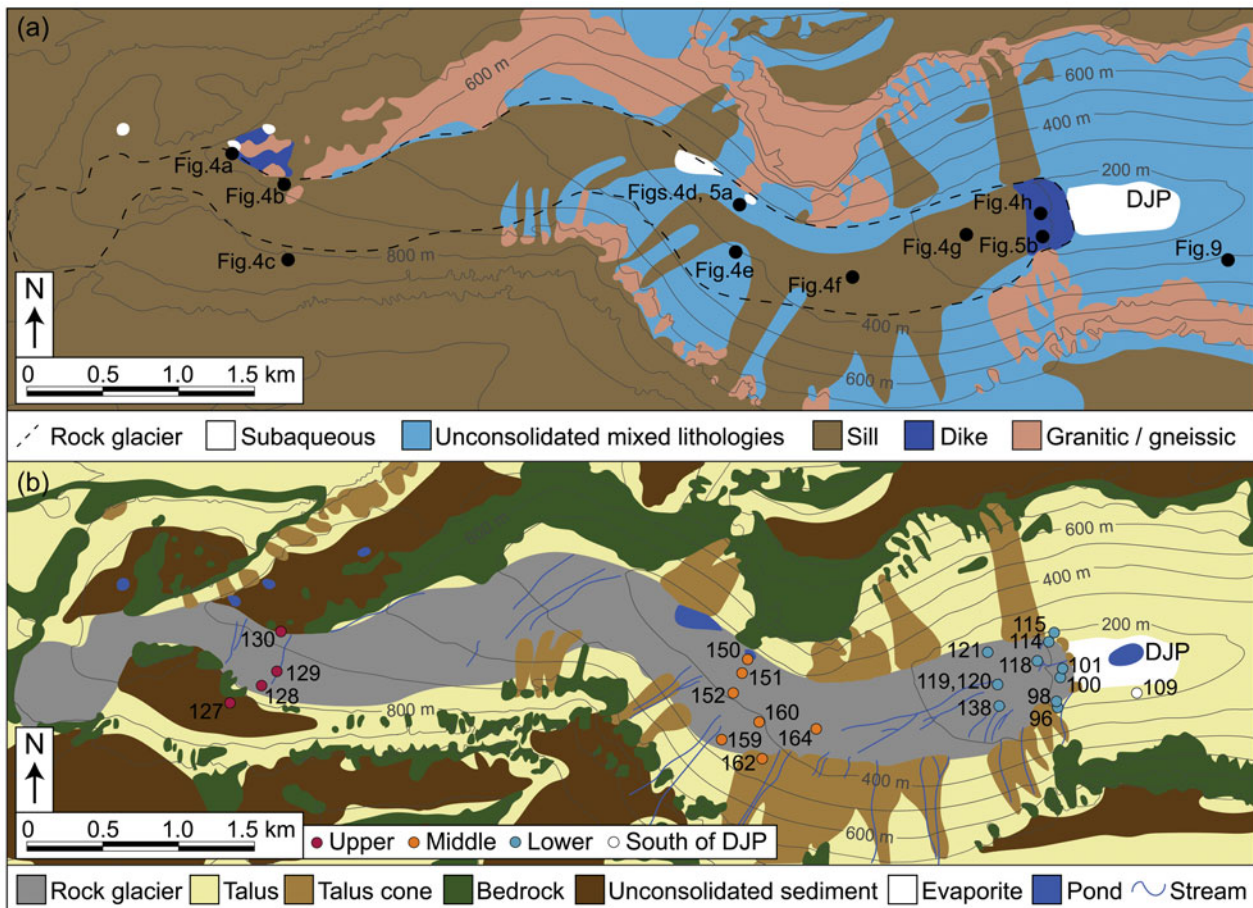 (a)
600 m
600 m
400 m
200 m
Fig.4a
Fig.4b
Figs.4d, 5a
Fig.4h
DJP
Fig.4c
800 m
Fig.4e
Fig.4g
Fig.5b
Fig.9
Fig.4f
400 m
600 m
N
0 0.5 1.0 1.5 km
Rock glacier Subaqueous Unconsolidated mixed lithologies Sill Dike Granitic / gneissic
(b)
600 m
400 m
200 m
115
114
130
150
121
118
101
DJP
129
151
119,120
100
109
128
152
98
127
800 m
160
138
96
159
164
162
400 m
600 m
N
0 0.5 1.0 1.5 km
Upper Middle Lower South of DJP
Rock glacier Talus Talus cone Bedrock Unconsolidated sediment Evaporite Pond Stream